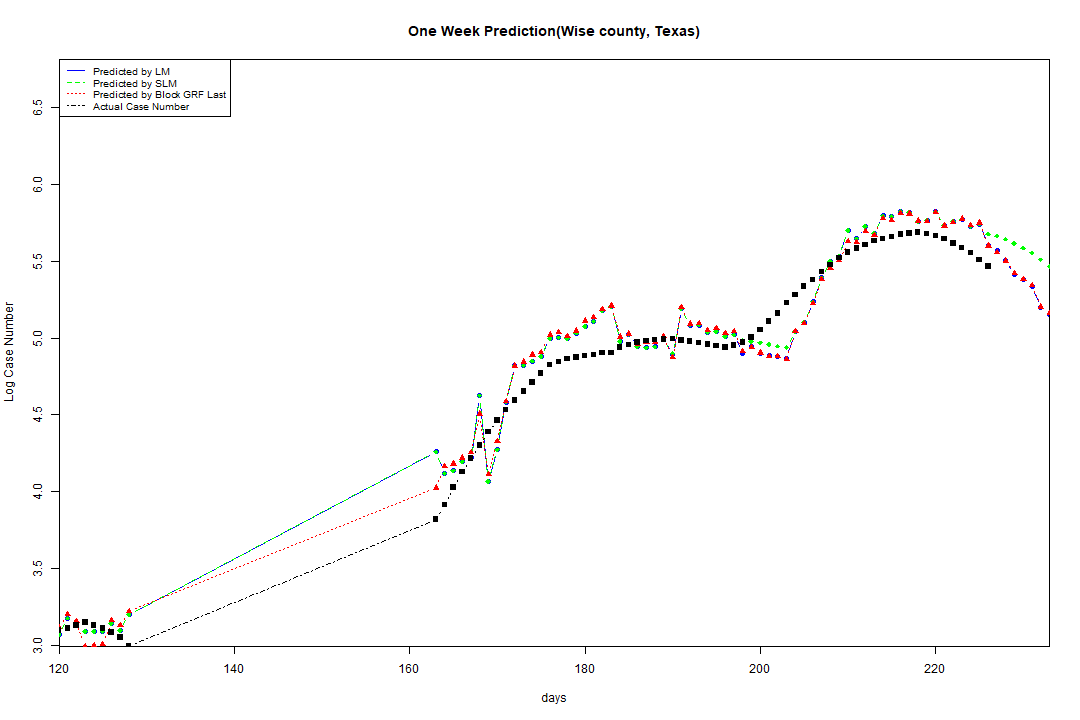 One Week Prediction(Wise county, Texas)
Predicted by LM
Predicted by SLM
Predicted by Block GRF Last
Actual Case Number
6.5
6.0
5.5
5.0
4.5
4.0
3.5
3.0
Log Case Number
120 140 160 180 200 220
days